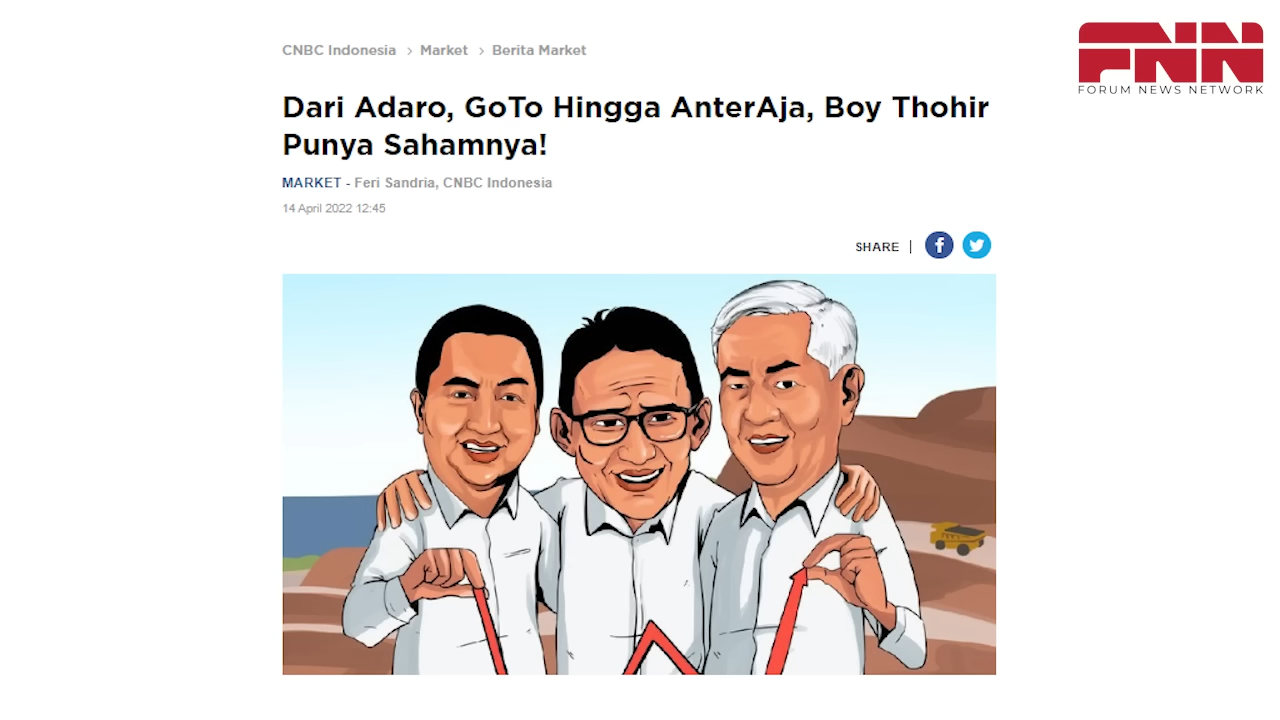 CNBC Indonesia > Market > Berita Market
FNN
FORUM NEWS NETWORK
Dari Adaro, GoTo Hingga AnterAja, Boy Thohir
Punya Sahamnya!
MARKET - Feri Sandria, CNBC Indonesia
14 April 2022 12:45
SHARE |